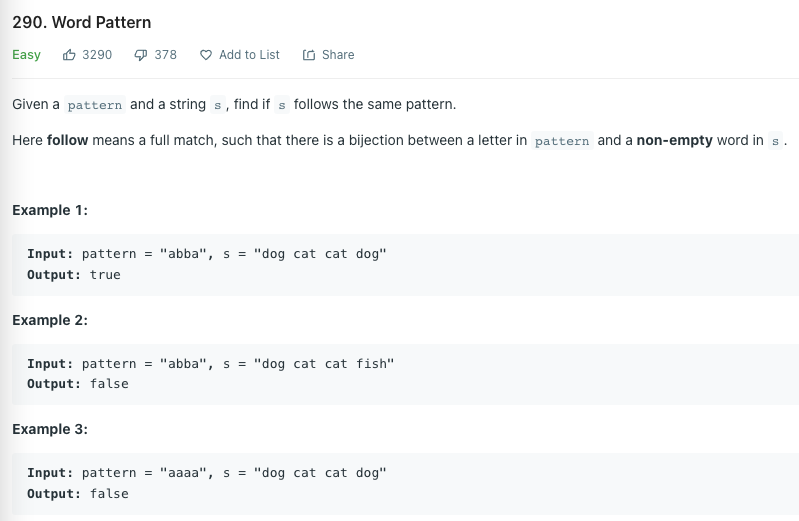 290. Word Pattern
Easy 3290 378 Add to List Share
Given a pattern and a string s, find if s follows the same pattern.
Here follow means a full match, such that there is a bijection between a letter in pattern and a non-empty word in s.
Example 1:
Input: pattern = "abba", s = "dog cat cat dog"
Output: true
Example 2:
Input: pattern = "abba", s = "dog cat cat fish"
Output: false
Example 3:
Input: pattern = "aaaa", s = "dog cat cat dog"
Output: false